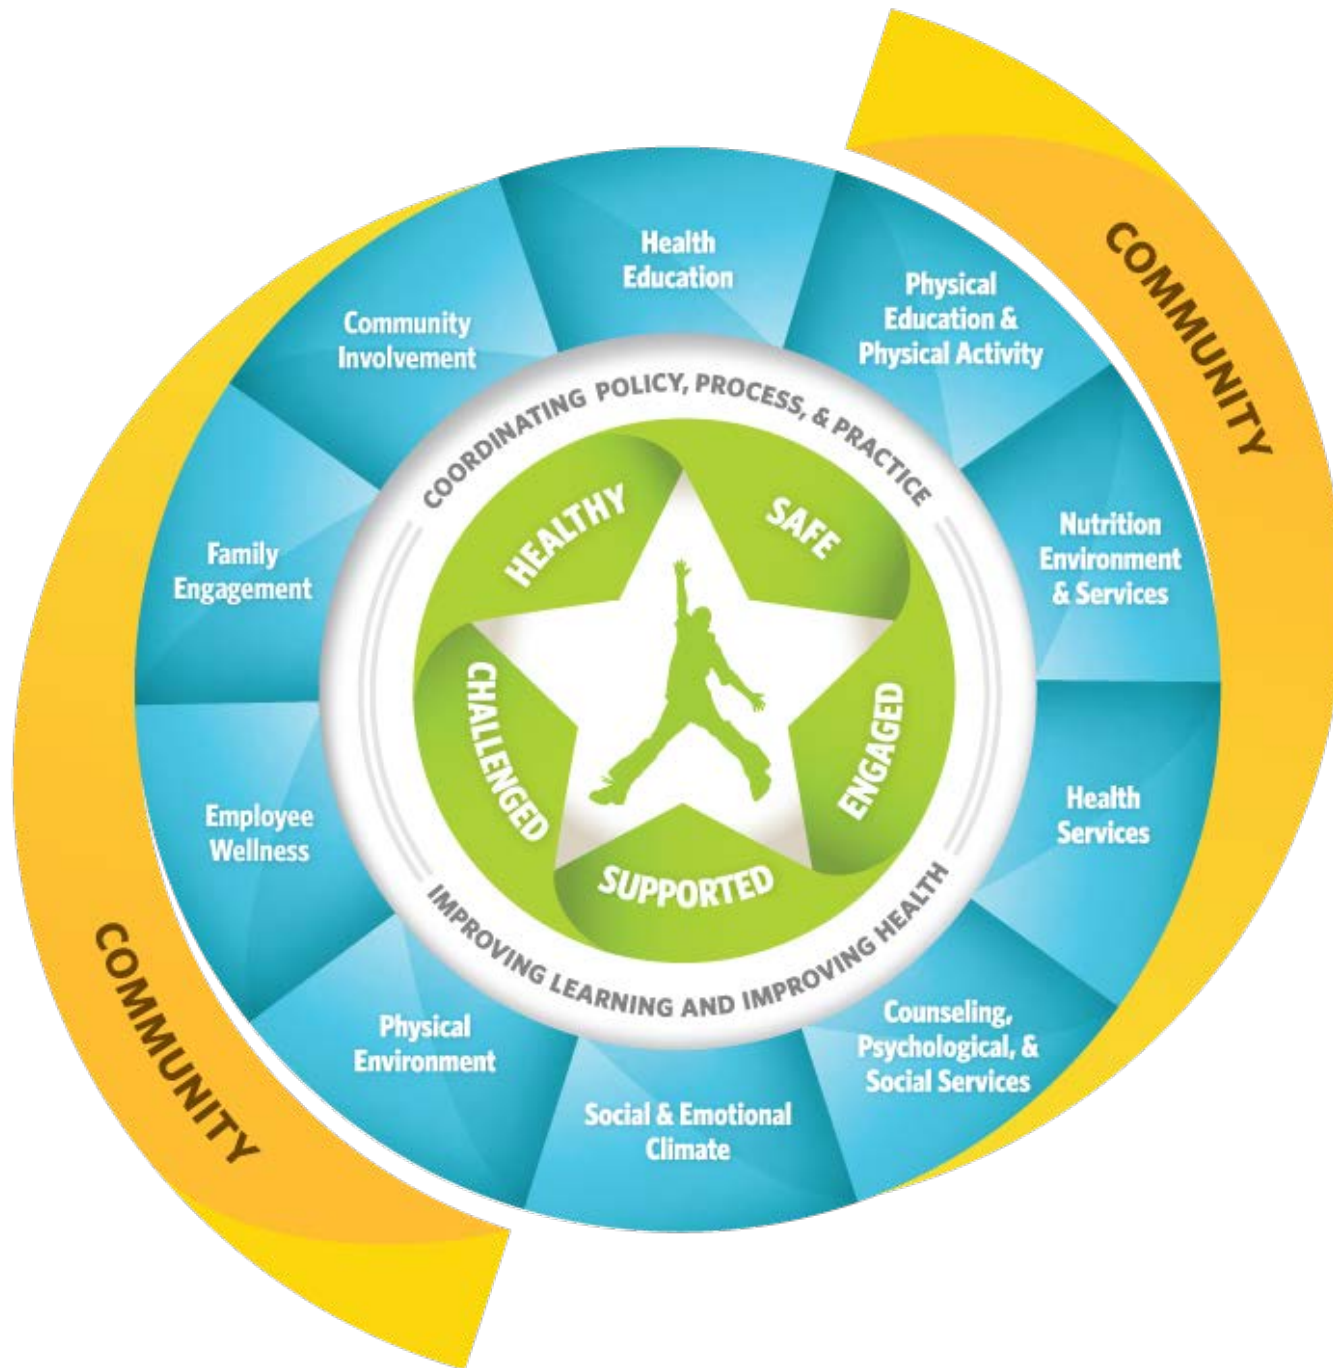 COMMUNITY
Health
Education
Physical
Education &
Physical Activity
Nutrition
Environment
& Services
Health
Services
Counseling,
Psychological, &
Social Services
Social & Emotional
Climate
Physical
Environment
Employee
Wellness
Family
Engagement
Community
Involvement
COORDINATING POLICY, PROCESS, & PRACTICE
IMPROVING LEARNING AND IMPROVING HEALTH
HEALTHY
SAFE
ENGAGED
SUPPORTED
CHALLENGED
COMMUNITY